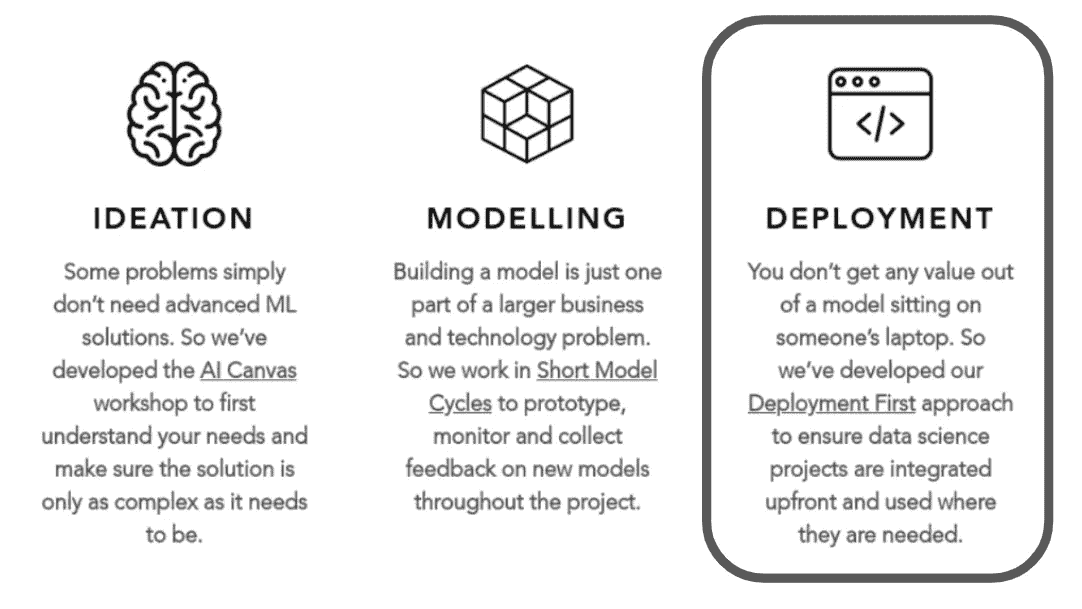 IDEATION
Some problems simply
don't need advanced ML
solutions. So we've
developed the AI Canvas
workshop to first
understand your needs and
make sure the solution is
only as complex as it needs
to be.
MODELLING
Building a model is just one
part of a larger business
and technology problem.
So we work in Short Model
Cycles to prototype,
monitor and collect
feedback on new models
throughout the project.
</>
DEPLOYMENT
You don't get any value out
of a model sitting on
someone's laptop. So
we've developed our
Deployment First approach
to ensure data science
projects are integrated
upfront and used where
they are needed.